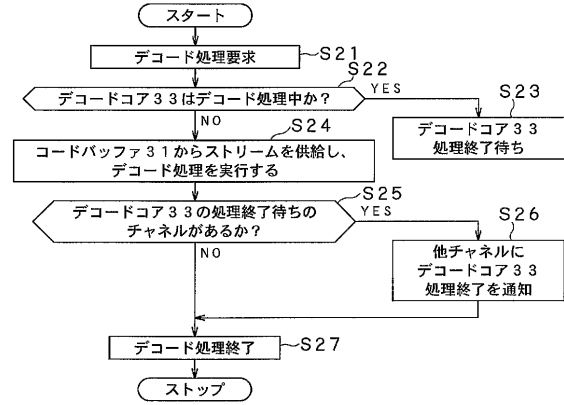 スタート
デコード処理要求
S21
S22
デコードコア33はデコード処理中か?
YES
S23
デコードコア33
処理終了待ち
NO
S24
コードバッファ31からストリームを供給し、
デコード処理を実行する
S25
デコードコア33の処理終了待ちの
チャネルがあるか?
YES
S26
他チャネルに
デコードコア33
処理終了を通知
NO
デコード処理終了
S27
ストップ